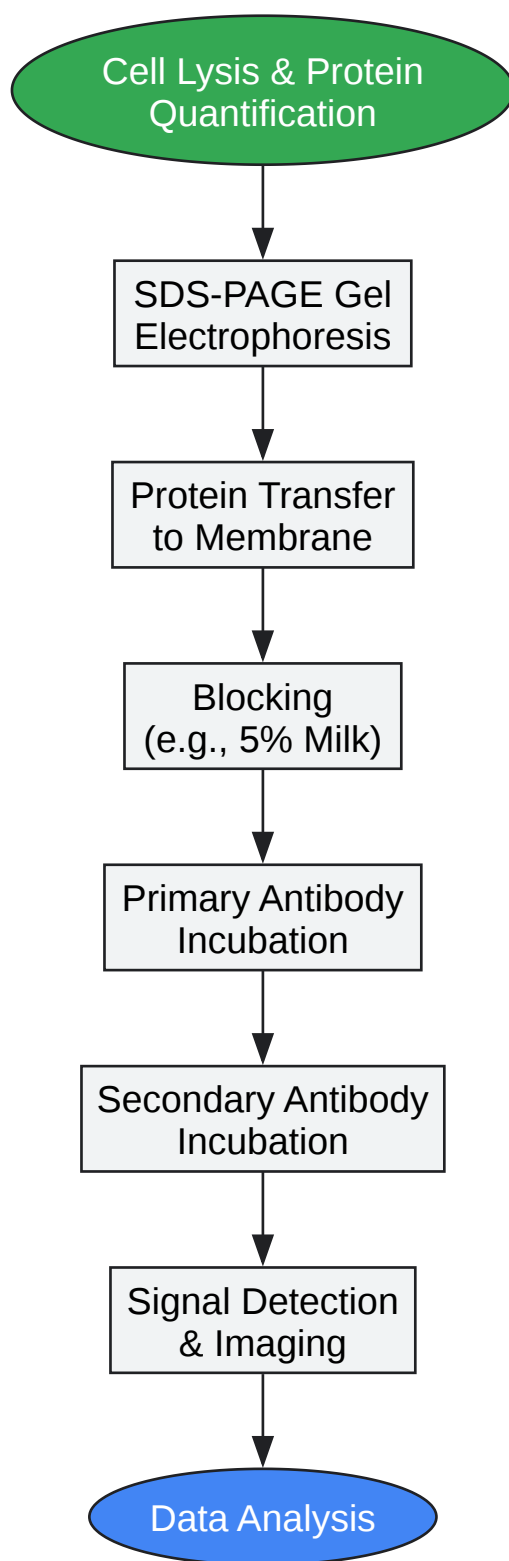 Cell Lysis & Protein
Quantification
SDS-PAGE Gel
Electrophoresis
Protein Transfer
to Membrane
Blocking
(e.g., 5% Milk)
Primary Antibody
Incubation
Secondary Antibody
Incubation
Signal Detection
& Imaging
Data Analysis